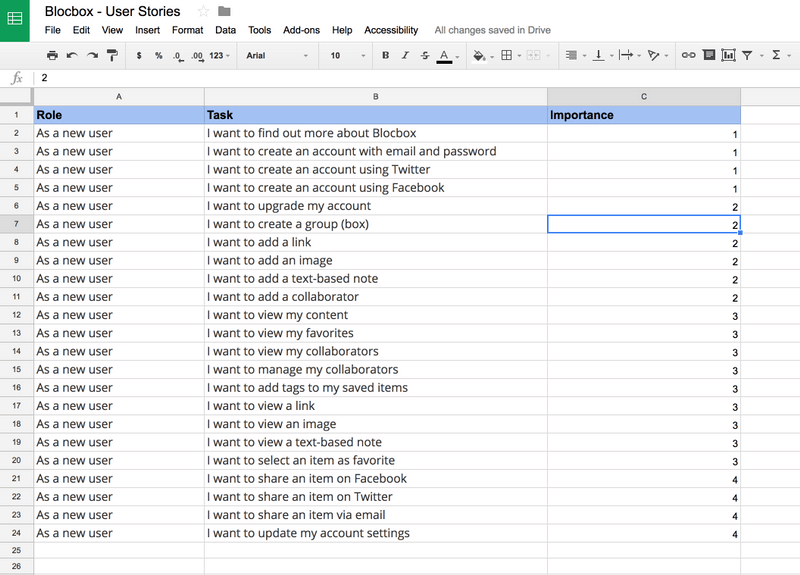 Blocbox - User Stories
File Edit View Insert Format Data Tools Add-ons Help Accessibility All changes saved in Drive
$ % .0 .00 123 Arial 10 B I S A Σ
fx 2
A B C
1 Role Task Importance
2 As a new user I want to find out more about Blocbox 1
3 As a new user I want to create an account with email and password 1
4 As a new user I want to create an account using Twitter 1
5 As a new user I want to create an account using Facebook 1
6 As a new user I want to upgrade my account 2
7 As a new user I want to create a group (box) 2
8 As a new user I want to add a link 2
9 As a new user I want to add an image 2
10 As a new user I want to add a text-based note 2
11 As a new user I want to add a collaborator 2
12 As a new user I want to view my content 3
13 As a new user I want to view my favorites 3
14 As a new user I want to view my collaborators 3
15 As a new user I want to manage my collaborators 3
16 As a new user I want to add tags to my saved items 3
17 As a new user I want to view a link 3
18 As a new user I want to view an image 3
19 As a new user I want to view a text-based note 3
20 As a new user I want to select an item as favorite 3
21 As a new user I want to share an item on Facebook 4
22 As a new user I want to share an item on Twitter 4
23 As a new user I want to share an item via email 4
24 As a new user I want to update my account settings 4
25
26